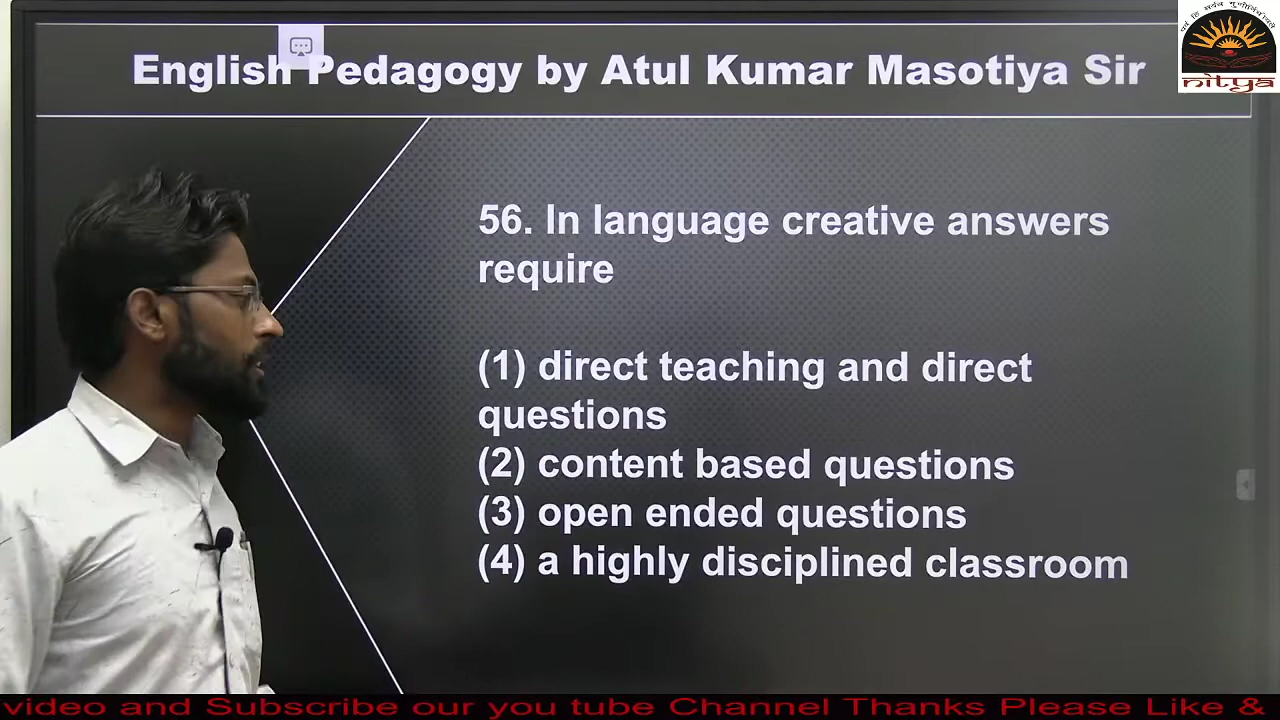 English Pedagogy by Atul Kumar Masotiya Sir
nitya
56. In language creative answers
require
(1) direct teaching and direct
questions
(2) content based questions
(3) open ended questions
(4) a highly disciplined classroom
video and Subscribe our you tube Channel Thanks Please Like &